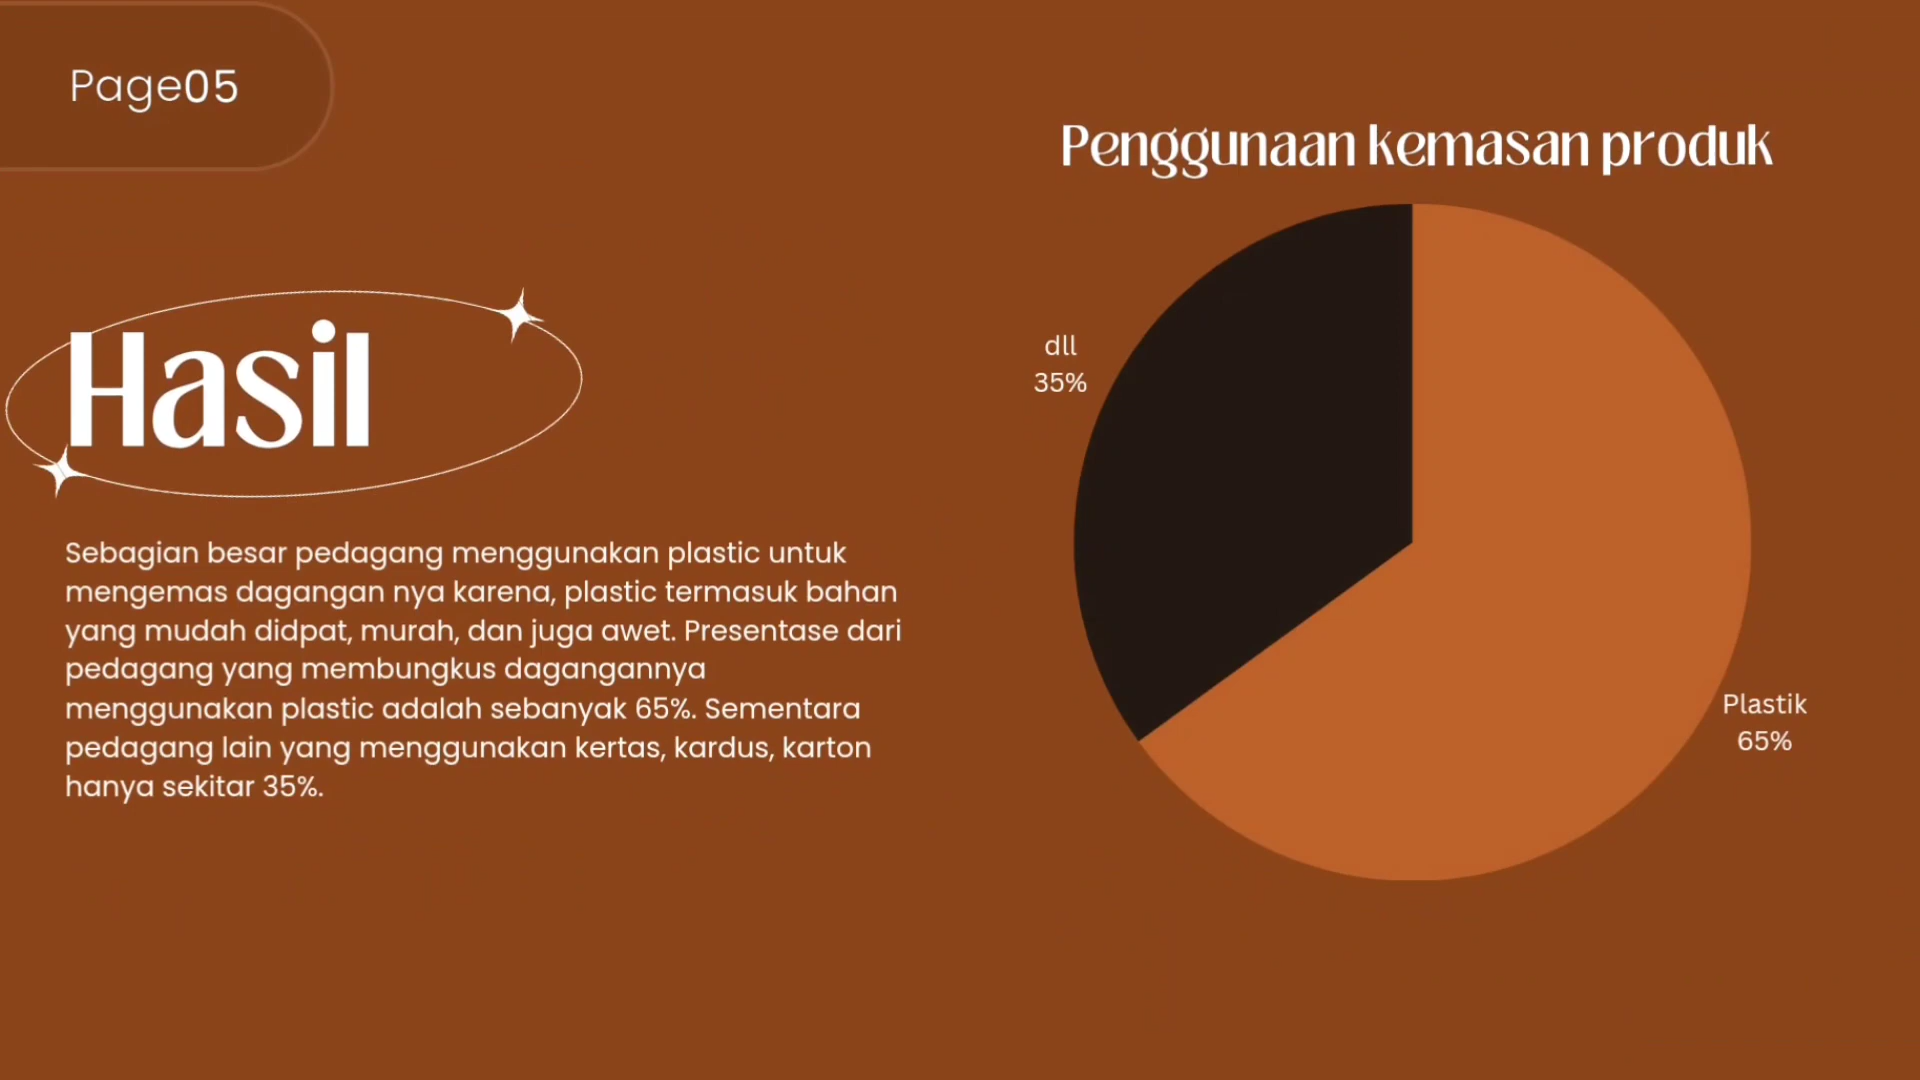 Page05
Hasil
Sebagian besar pedagang menggunakan plastic untuk
mengemas dagangan nya karena, plastic termasuk bahan
yang mudah didpat, murah, dan juga awet. Presentase dari
pedagang yang membungkus dagangannya
menggunakan plastic adalah sebanyak 65%. Sementara
pedagang lain yang menggunakan kertas, kardus, karton
hanya sekitar 35%.
Penggunaan kemasan produk
dll
35%
Plastik
65%